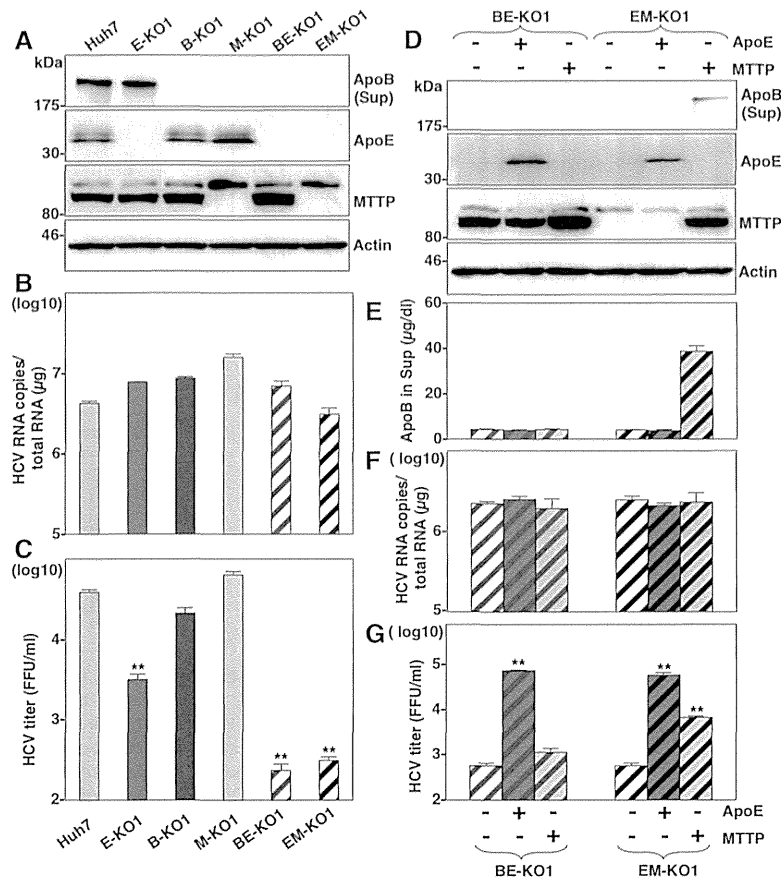 A
Huh7 E-KO1 B-KO1 M-KO1 BE-KO1 EM-KO1
kDa
175
ApoB
(Sup)
30
ApoE
80
MTTP
46
Actin
B
(log10)
HCV RNA copies/
total RNA (µg)
7
6
5
C
(log10)
HCV titer (FFU/ml)
4
3
2
**
**
**
Huh7 E-KO1 B-KO1 M-KO1 BE-KO1 EM-KO1
D
BE-KO1 EM-KO1
- + - - + - ApoE
- - + - - + MTTP
kDa
175
ApoB
(Sup)
30
ApoE
80
MTTP
46
Actin
E
ApoB in Sup (µg/dl)
60
40
20
0
F
( log10)
HCV RNA copies/
total RNA (µg)
6
5
G
( log10)
HCV titer (FFU/ml)
5
4
3
2
**
**
**
- + - - + - ApoE
- - + - - + MTTP
BE-KO1 EM-KO1